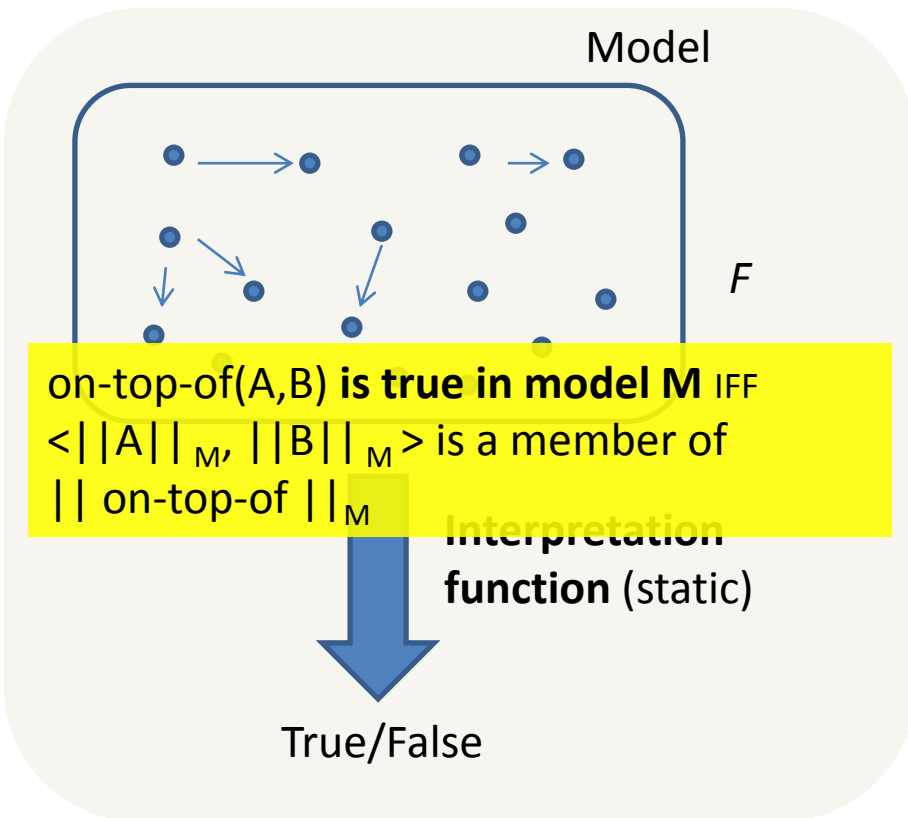 Model
F
on-top-of(A,B) is true in model M IFF
<||A||M, ||B||M> is a member of
|| on-top-of ||M
Interpretation
function (static)
True/False